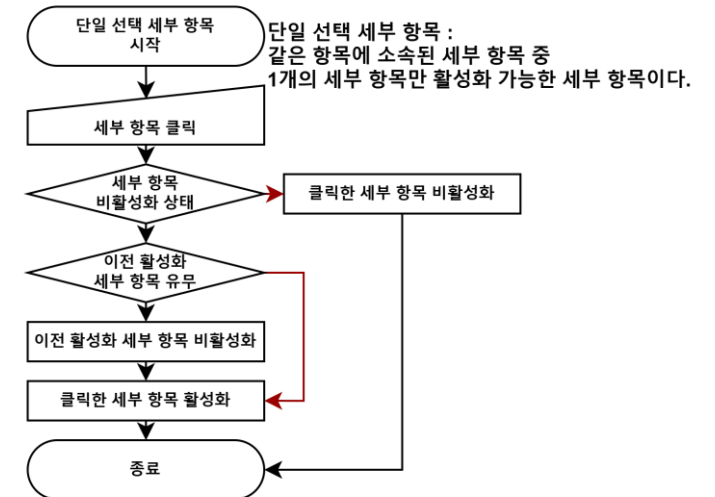 단일 선택 세부 항목
시작
단일 선택 세부 항목 :
같은 항목에 소속된 세부 항목 중
1개의 세부 항목만 활성화 가능한 세부 항목이다.
세부 항목 클릭
세부 항목
비활성화 상태
클릭한 세부 항목 비활성화
이전 활성화
세부 항목 유무
이전 활성화 세부 항목 비활성화
클릭한 세부 항목 활성화
종료